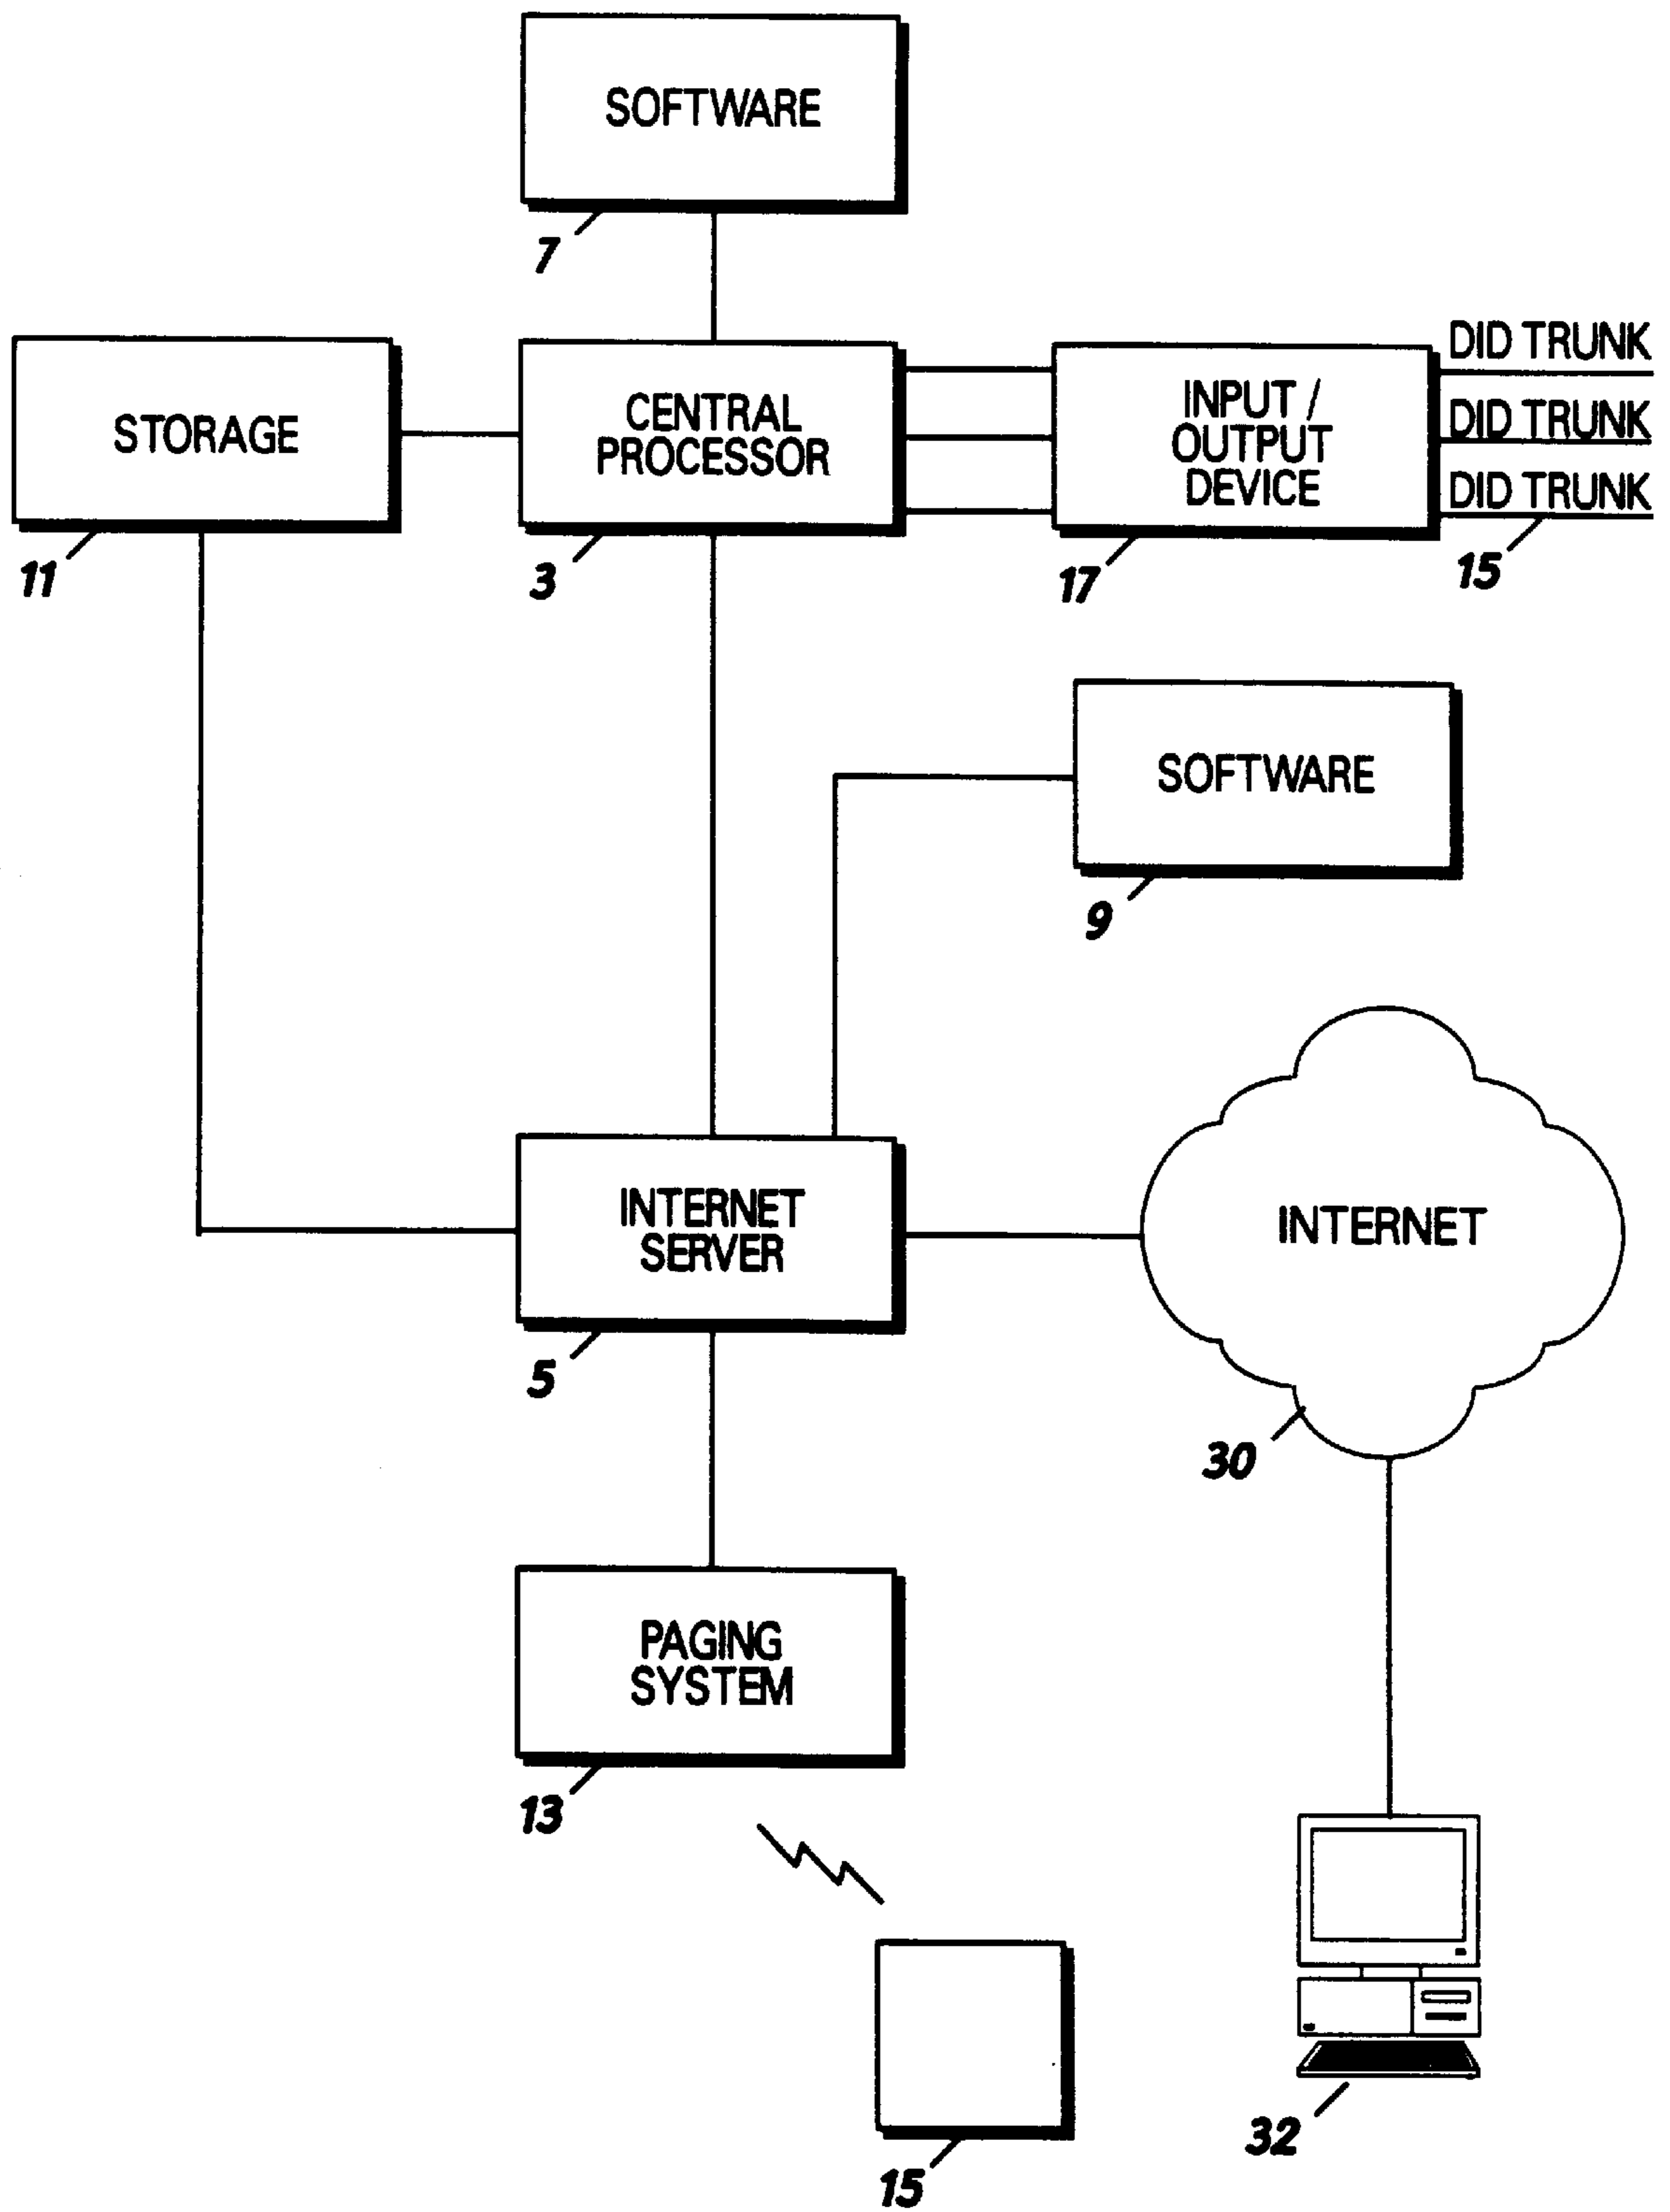 SOFTWARE
7
DID TRUNK
STORAGE
CENTRAL
PROCESSOR
INPUT /
OUTPUT
DEVICE
DID TRUNK
DID TRUNK
11
3
17
15
SOFTWARE
9
INTERNET
SERVER
INTERNET
5
30
PAGING
SYSTEM
13
32
15